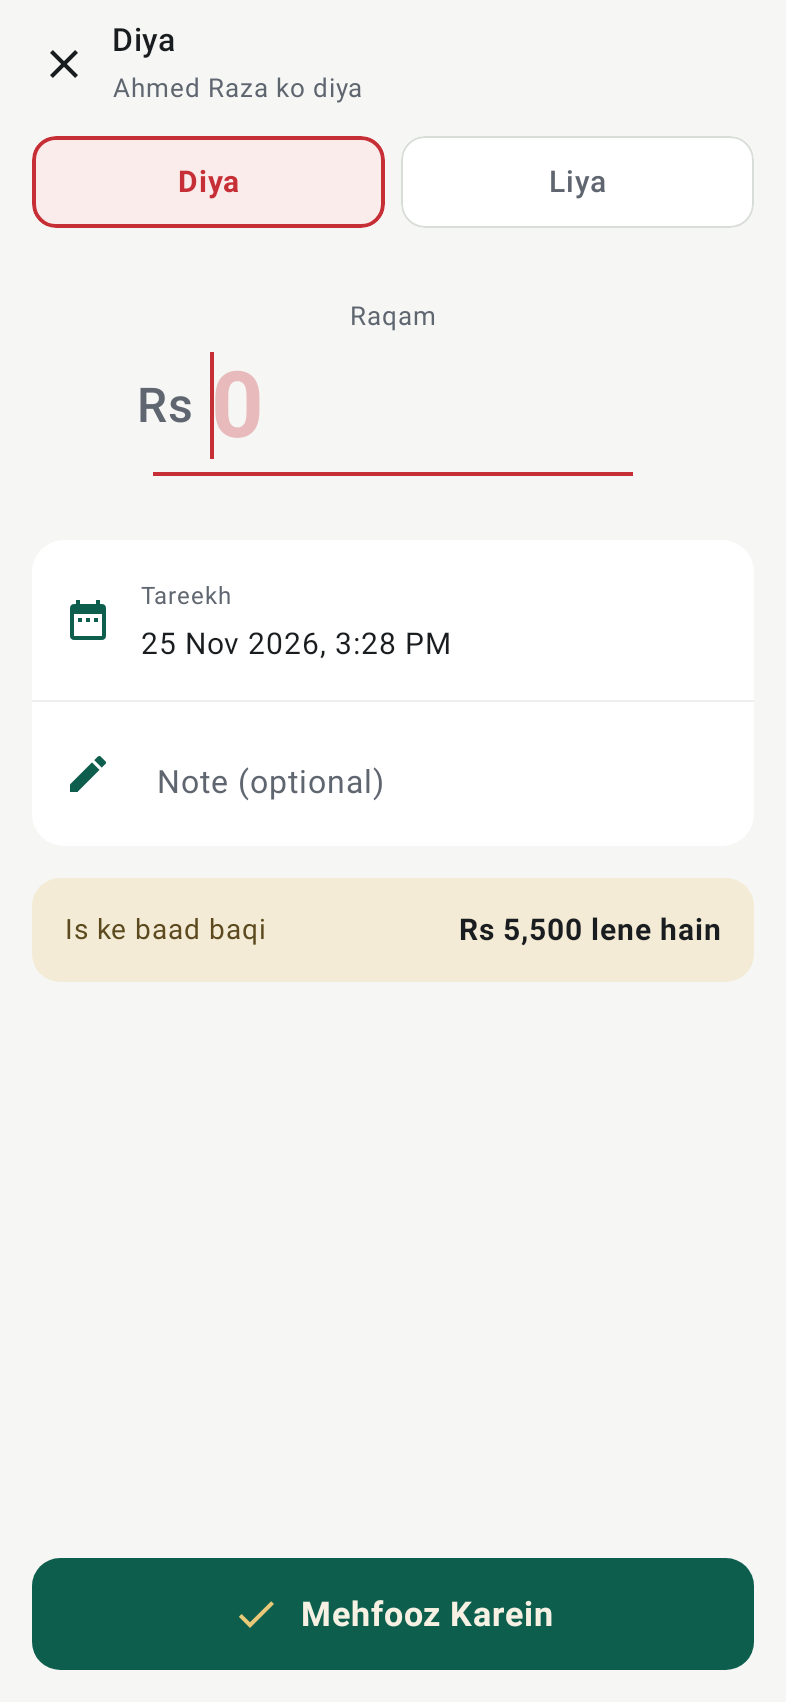 Diya
Ahmed Raza ko diya
Diya
Liya
Raqam
Rs 0
Tareekh
25 Nov 2026, 3:28 PM
Note (optional)
Is ke baad baqi
Rs 5,500 lene hain
Mehfooz Karein